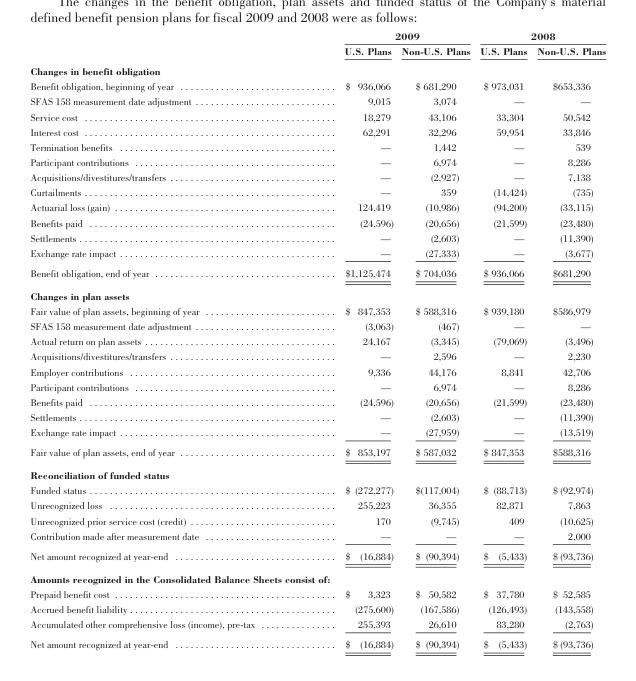 The changes in the benefit obligation, plan assets and funded status of the Company's material
defined benefit pension plans for fiscal 2009 and 2008 were as follows:
2009 2008
U.S. Plans Non-U.S. Plans U.S. Plans Non-U.S. Plans
Changes in benefit obligation
Benefit obligation, beginning of year $ 936,066 $ 681,290 $ 973,031 $653,336
SFAS 158 measurement date adjustment 9,015 3,074 — —
Service cost 18,279 43,106 33,304 50,542
Interest cost 62,291 32,296 59,954 33,846
Termination benefits — 1,442 — 539
Participant contributions — 6,974 — 8,286
Acquisitions/divestitures/transfers — (2,927) — 7,138
Curtailments — 359 (14,424) (735)
Actuarial loss (gain) 124,419 (10,986) (94,200) (33,115)
Benefits paid (24,596) (20,656) (21,599) (23,480)
Settlements — (2,603) — (11,390)
Exchange rate impact — (27,333) — (3,677)
Benefit obligation, end of year $1,125,474 $ 704,036 $ 936,066 $681,290
Changes in plan assets
Fair value of plan assets, beginning of year $ 847,353 $ 588,316 $ 939,180 $586,979
SFAS 158 measurement date adjustment (3,063) (467) — —
Actual return on plan assets 24,167 (3,345) (79,069) (3,496)
Acquisitions/divestitures/transfers — 2,596 — 2,230
Employer contributions 9,336 44,176 8,841 42,706
Participant contributions — 6,974 — 8,286
Benefits paid (24,596) (20,656) (21,599) (23,480)
Settlements — (2,603) — (11,390)
Exchange rate impact — (27,959) — (13,519)
Fair value of plan assets, end of year $ 853,197 $ 587,032 $ 847,353 $588,316
Reconciliation of funded status
Funded status $ (272,277) $(117,004) $ (88,713) $ (92,974)
Unrecognized loss 255,223 36,355 82,871 7,863
Unrecognized prior service cost (credit) 170 (9,745) 409 (10,625)
Contribution made after measurement date — — — 2,000
Net amount recognized at year-end $ (16,884) $ (90,394) $ (5,433) $ (93,736)
Amounts recognized in the Consolidated Balance Sheets consist of:
Prepaid benefit cost $ 3,323 $ 50,582 $ 37,780 $ 52,585
Accrued benefit liability (275,600) (167,586) (126,493) (143,558)
Accumulated other comprehensive loss (income), pre-tax 255,393 26,610 83,280 (2,763)
Net amount recognized at year-end $ (16,884) $ (90,394) $ (5,433) $ (93,736)